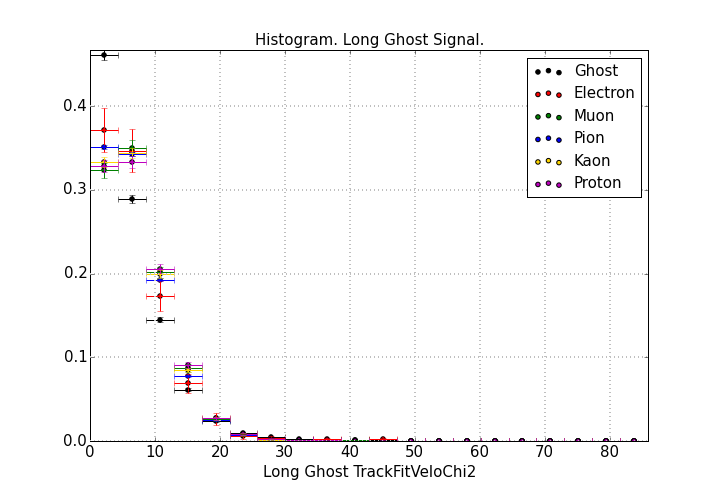 Histogram. Long Ghost Signal.
Ghost
Electron
Muon
Pion
Kaon
Proton
0.4
0.3
0.2
0.1
0.0
0 10 20 30 40 50 60 70 80
Long Ghost TrackFitVeloChi2